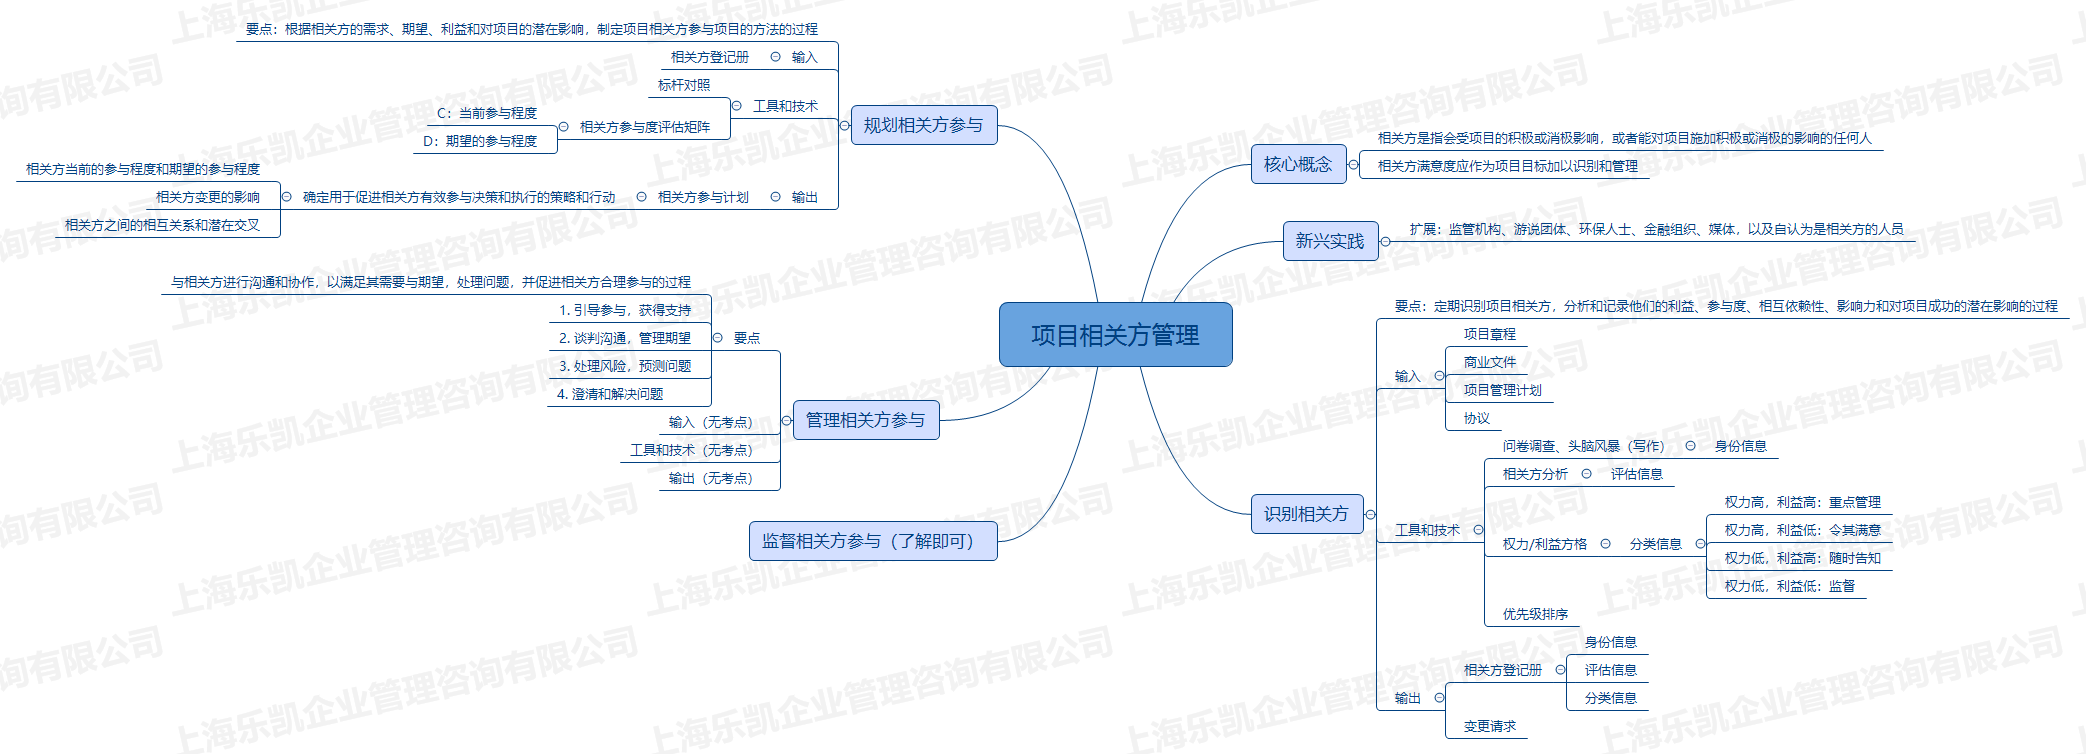 项目相关方管理
核心概念
相关方是指会受项目的积极或消极影响，或者能对项目施加积极或消极的影响的任何人
相关方满意度应作为项目目标加以识别和管理
新兴实践
扩展：监管机构、游说团体、环保人士、金融组织、媒体，以及自认为是相关方的人员
识别相关方
要点：定期识别项目相关方，分析和记录他们的利益、参与度、相互依赖性、影响力和对项目成功的潜在影响的过程
输入
项目章程
商业文件
项目管理计划
协议
工具和技术
问卷调查、头脑风暴（写作）
身份信息
相关方分析
评估信息
权力/利益方格
分类信息
权力高，利益高：重点管理
权力高，利益低：令其满意
权力低，利益高：随时告知
权力低，利益低：监督
优先级排序
输出
相关方登记册
身份信息
评估信息
分类信息
变更请求
规划相关方参与
要点：根据相关方的需求、期望、利益和对项目的潜在影响，制定项目相关方参与项目的方法的过程
输入
相关方登记册
工具和技术
标杆对照
相关方参与度评估矩阵
C：当前参与程度
D：期望的参与程度
输出
相关方参与计划
确定用于促进相关方有效参与决策和执行的策略和行动
相关方当前的参与程度和期望的参与程度
相关方变更的影响
相关方之间的相互关系和潜在交叉
管理相关方参与
要点
与相关方进行沟通和协作，以满足其需要与期望，处理问题，并促进相关方合理参与的过程
1. 引导参与，获得支持
2. 谈判沟通，管理期望
3. 处理风险，预测问题
4. 澄清和解决问题
输入（无考点）
工具和技术（无考点）
输出（无考点）
监督相关方参与（了解即可）
上海乐凯企业管理咨询有限公司